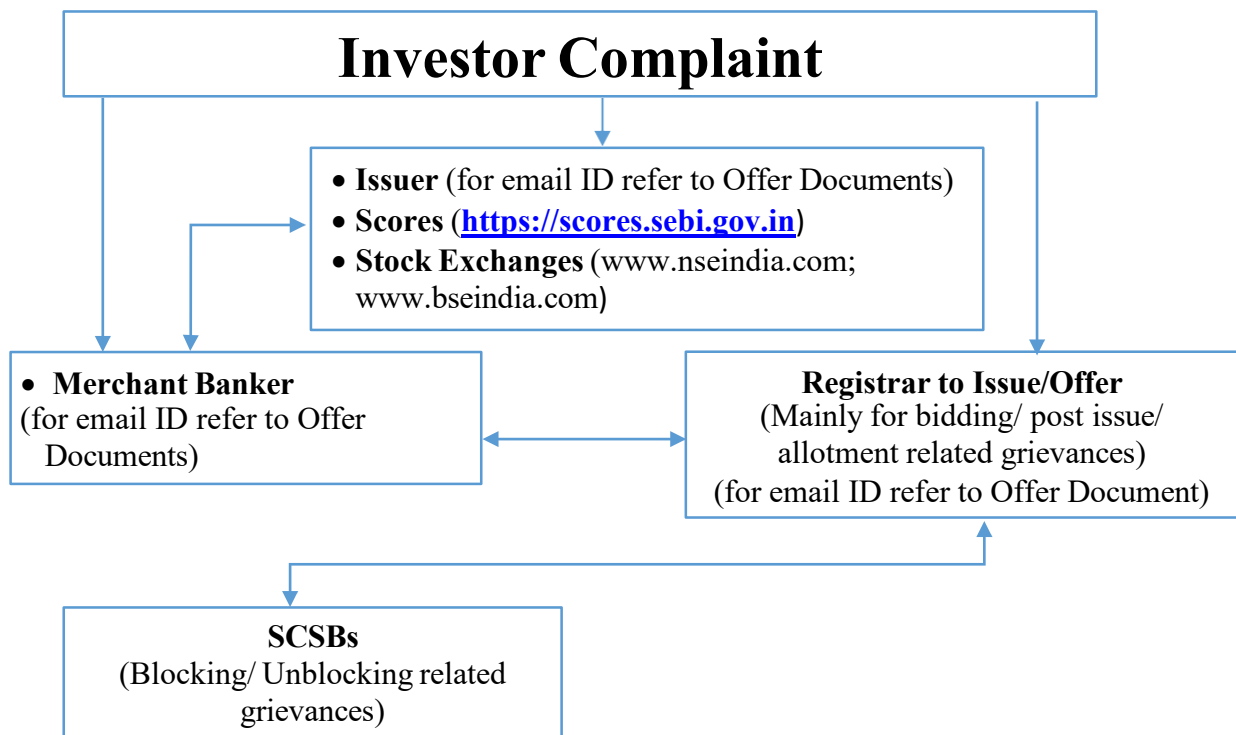 Investor Complaint
• Issuer (for email ID refer to Offer Documents)
• Scores (https://scores.sebi.gov.in)
• Stock Exchanges (www.nseindia.com;
www.bseindia.com)
• Merchant Banker
(for email ID refer to Offer
Documents)
Registrar to Issue/Offer
(Mainly for bidding/ post issue/
allotment related grievances)
(for email ID refer to Offer Document)
SCSBs
(Blocking/ Unblocking related
grievances)